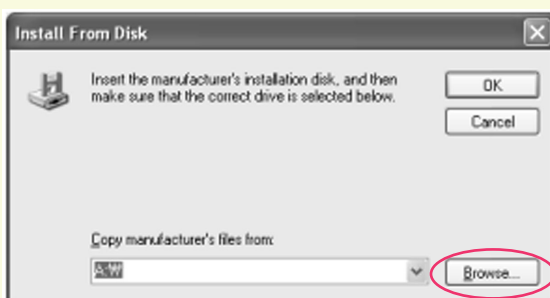 Install From Disk
Insert the manufacturer's installation disk, and then
make sure that the correct drive is selected below.
OK
Cancel
Copy manufacturer's files from:
A:₩
Browse...